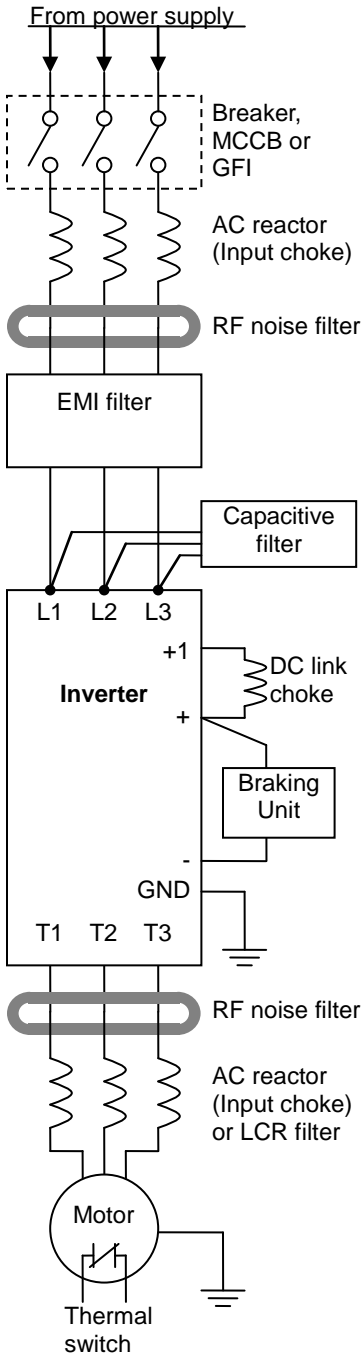 From power supply
Breaker,
MCCB or
GFI
AC reactor
(Input choke)
RF noise filter
EMI filter
Capacitive
filter
L1 L2 L3
+1
DC link
choke
Inverter
+
Braking
Unit
-
GND
T1 T2 T3
RF noise filter
AC reactor
(Input choke)
or LCR filter
Motor
Thermal
switch